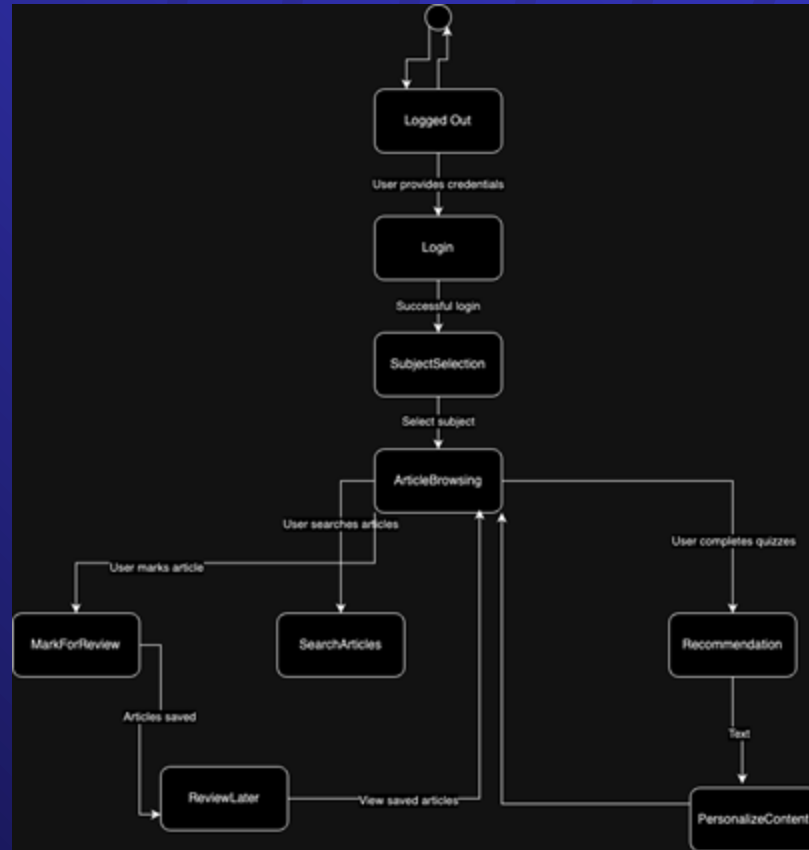 Logged Out
User provides credentials
Login
Successful login
SubjectSelection
Select subject
ArticleBrowsing
User searches articles
User completes quizzes
User marks article
MarkForReview
SearchArticles
Recommendation
Articles saved
Text
ReviewLater
View saved articles
PersonalizeContent